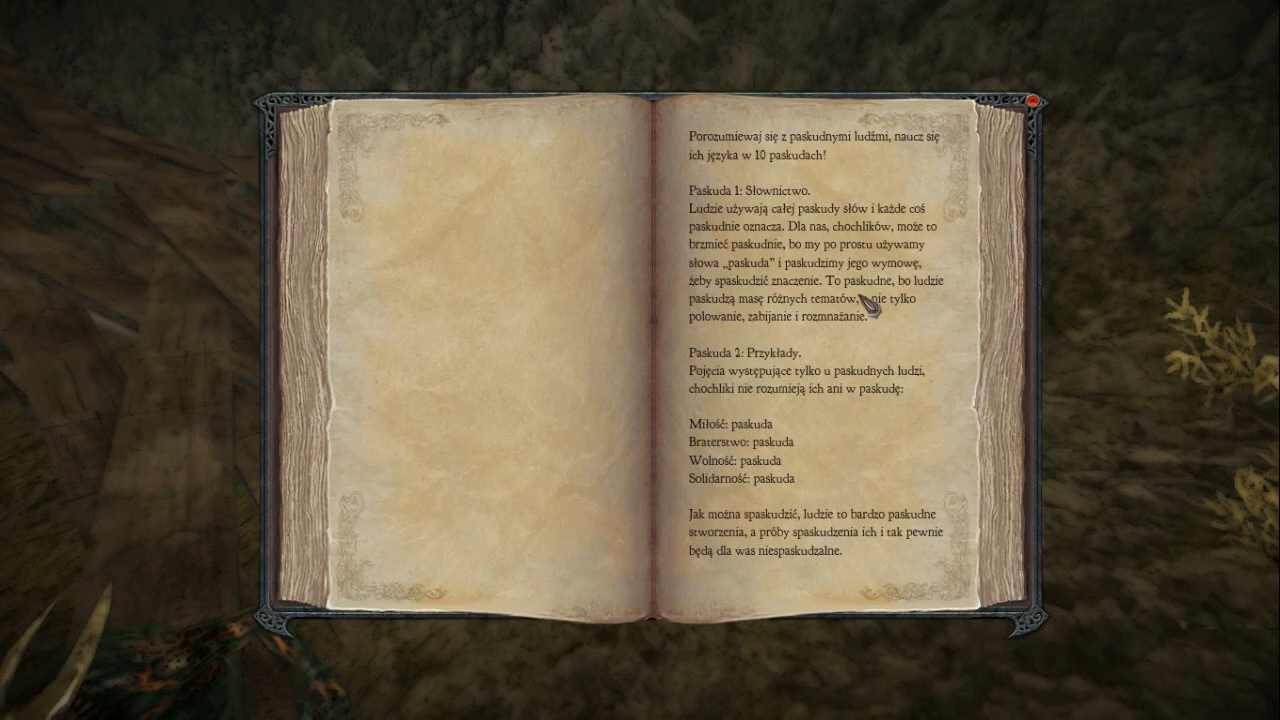 Porozumiewaj się z paskudnymi ludźmi, naucz się
ich języka w 10 paskudach!
Paskuda 1: Słownictwo.
Ludzie używają całej paskudy słów i każde coś
paskudnie oznacza. Dla nas, chochlików, może to
brzmieć paskudnie, bo my po prostu używamy
słowa „paskuda” i paskudzimy jego wymowę,
żeby spaskudzić znaczenie. To paskudne, bo ludzie
paskudzą masę różnych tematów, nie tylko
polowanie, zabijanie i rozmnażanie.
Paskuda 2: Przykłady.
Pojęcia występujące tylko u paskudnych ludzi,
chochliki nie rozumieją ich ani w paskudę:
Miłość: paskuda
Braterstwo: paskuda
Wolność: paskuda
Solidarność: paskuda
Jak można spaskudzić, ludzie to bardzo paskudne
stworzenia, a próby spaskudzenia ich i tak pewnie
będą dla was niespaskudzalne.